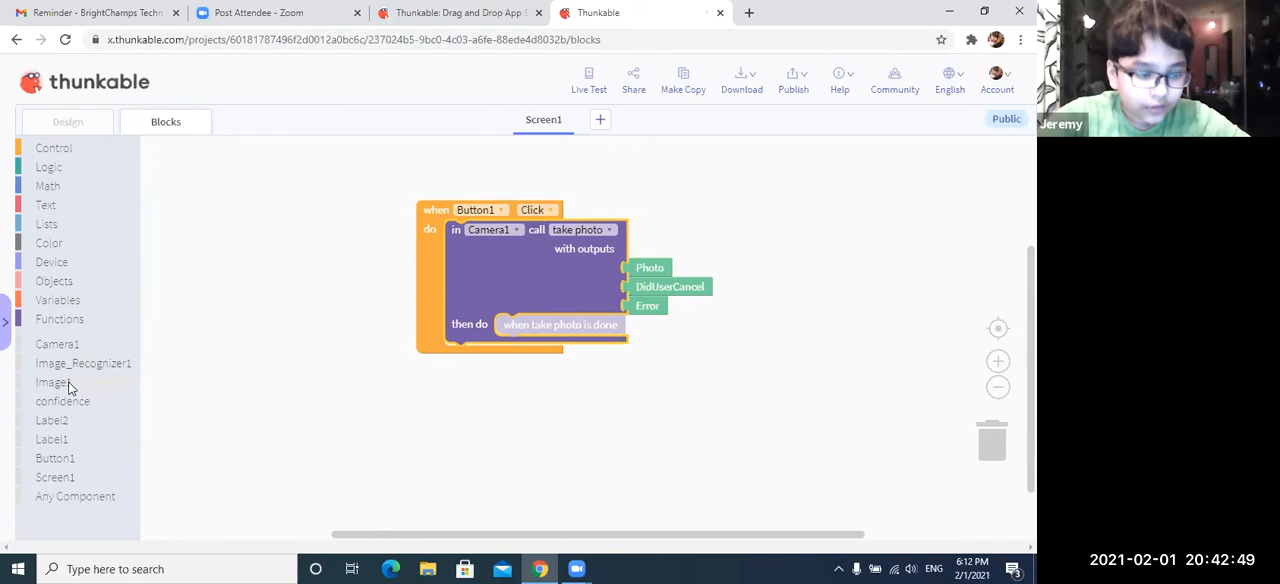 Reminder - BrightChamps Techn
Post Attendee - Zoom
Thunkable: Drag and Drop App B
Thunkable
x.thunkable.com/projects/60181787496f2d0012a0bc6c/237024b5-9bc0-4c03-a6fe-88ede4d8032b/blocks
thunkable
Live Test
Share
Make Copy
Download
Publish
Help
Community
English
Account
Design
Blocks
Screen1
Public
Jeremy
Control
Logic
Math
Text
Lists
Color
Device
Objects
Variables
Functions
Camera1
Image_Recognizer1
Image1
confidence
Label2
Label1
Button1
Screen1
Any Component
when Button1 Click
do in Camera1 call take photo
with outputs
Photo
DidUserCancel
Error
then do when take photo is done
Type here to search
ENG
6:12 PM
2/1/2021
3
2021-02-01 20:42:49